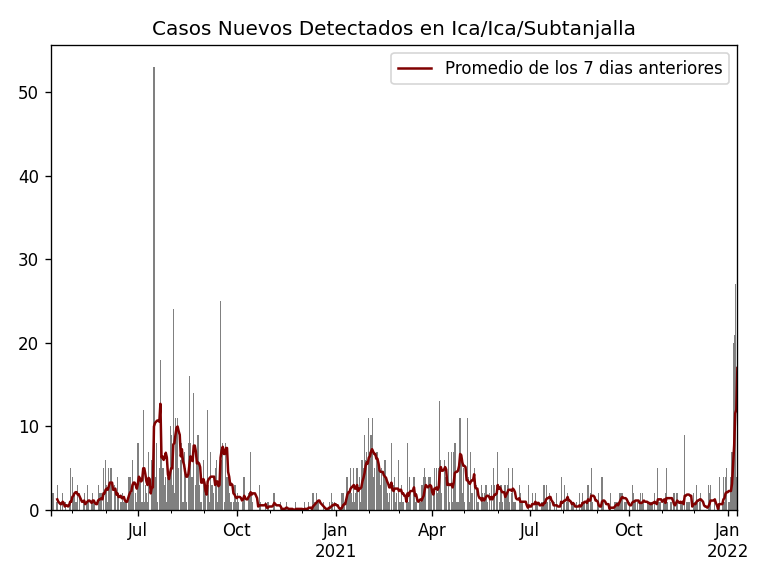 Casos Nuevos Detectados en Ica/Ica/Subtanjalla
Promedio de los 7 dias anteriores
50
40
30
20
10
0
Jul
Oct
Jan
2021
Apr
Jul
Oct
Jan
2022